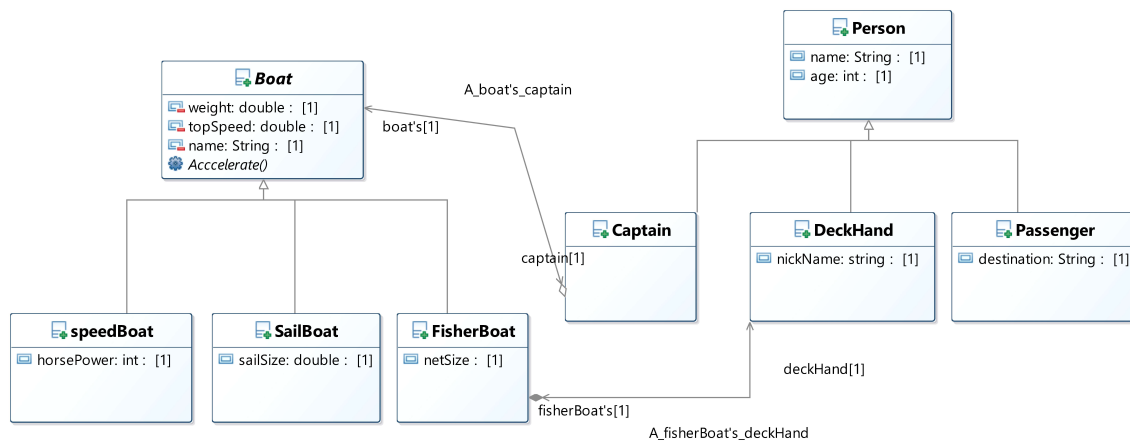 Person
name: String : [1]
age: int : [1]
Boat
weight: double : [1]
topSpeed: double : [1]
name: String : [1]
Acccelerate()
A_boat's_captain
boat's[1]
captain[1]
Captain
DeckHand
nickName: string : [1]
Passenger
destination: String : [1]
speedBoat
horsePower: int : [1]
SailBoat
sailSize: double : [1]
FisherBoat
netSize : [1]
deckHand[1]
fisherBoat's[1]
A_fisherBoat's_deckHand